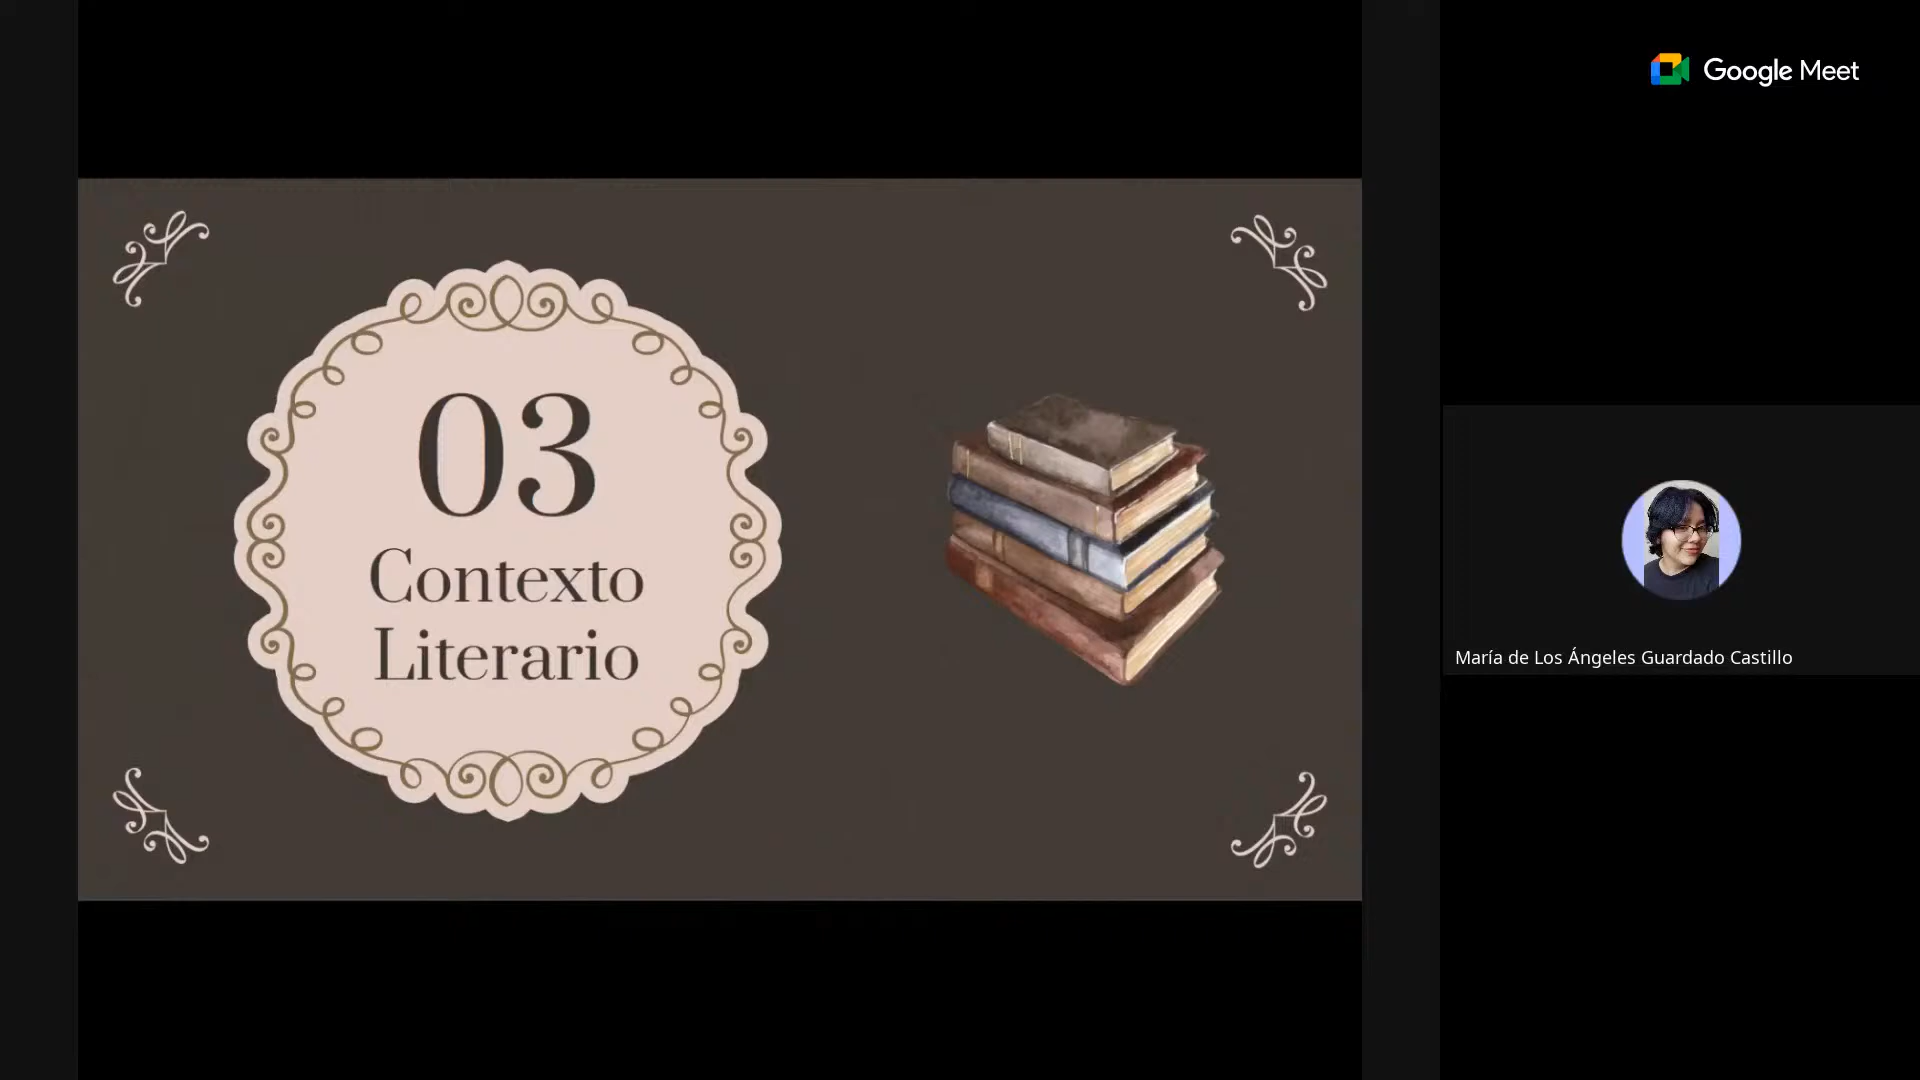 Google Meet
03
Contexto
Literario
María de Los Ángeles Guardado Castillo